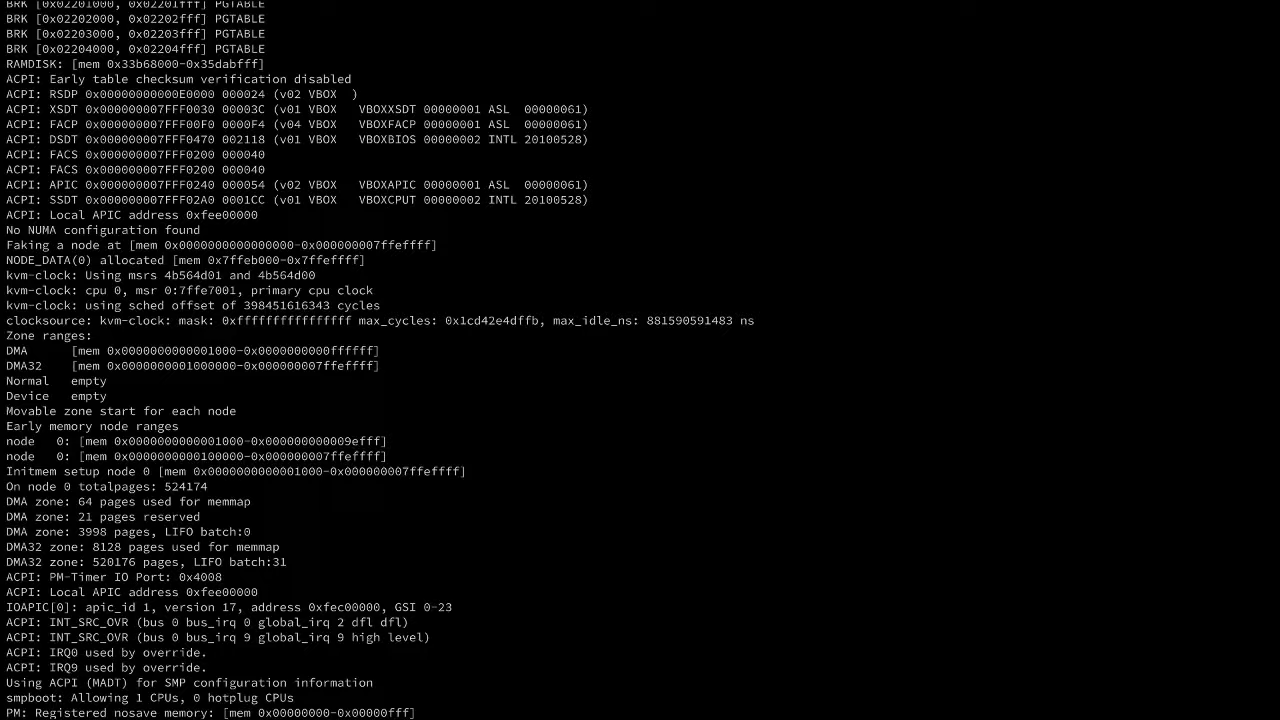 BRK [0x02201000, 0x02201fff] PGTABLE
BRK [0x02202000, 0x02202fff] PGTABLE
BRK [0x02203000, 0x02203fff] PGTABLE
BRK [0x02204000, 0x02204fff] PGTABLE
RAMDISK: [mem 0x33b68000-0x35dabfff]
ACPI: Early table checksum verification disabled
ACPI: RSDP 0x00000000000E0000 000024 (v02 VBOX  )
ACPI: XSDT 0x000000007FFF0030 00003C (v01 VBOX   VBOXXSDT 00000001 ASL  00000061)
ACPI: FACP 0x000000007FFF00F0 0000F4 (v04 VBOX   VBOXFACP 00000001 ASL  00000061)
ACPI: DSDT 0x000000007FFF0470 002118 (v01 VBOX   VBOXBIOS 00000002 INTL 20100528)
ACPI: FACS 0x000000007FFF0200 000040
ACPI: FACS 0x000000007FFF0200 000040
ACPI: APIC 0x000000007FFF0240 000054 (v02 VBOX   VBOXAPIC 00000001 ASL  00000061)
ACPI: SSDT 0x000000007FFF02A0 0001CC (v01 VBOX   VBOXCPUT 00000002 INTL 20100528)
ACPI: Local APIC address 0xfee00000
No NUMA configuration found
Faking a node at [mem 0x0000000000000000-0x000000007ffeffff]
NODE_DATA(0) allocated [mem 0x7ffeb000-0x7ffeffff]
kvm-clock: Using msrs 4b564d01 and 4b564d00
kvm-clock: cpu 0, msr 0:7ffe7001, primary cpu clock
kvm-clock: using sched offset of 398451616343 cycles
clocksource: kvm-clock: mask: 0xffffffffffffffff max_cycles: 0x1cd42e4dffb, max_idle_ns: 881590591483 ns
Zone ranges:
DMA      [mem 0x0000000000001000-0x0000000000ffffff]
DMA32    [mem 0x0000000001000000-0x000000007ffeffff]
Normal   empty
Device   empty
Movable zone start for each node
Early memory node ranges
node   0: [mem 0x0000000000001000-0x000000000009efff]
node   0: [mem 0x0000000000100000-0x000000007ffeffff]
Initmem setup node 0 [mem 0x0000000000001000-0x000000007ffeffff]
On node 0 totalpages: 524174
DMA zone: 64 pages used for memmap
DMA zone: 21 pages reserved
DMA zone: 3998 pages, LIFO batch:0
DMA32 zone: 8128 pages used for memmap
DMA32 zone: 520176 pages, LIFO batch:31
ACPI: PM-Timer IO Port: 0x4008
ACPI: Local APIC address 0xfee00000
IOAPIC[0]: apic_id 1, version 17, address 0xfec00000, GSI 0-23
ACPI: INT_SRC_OVR (bus 0 bus_irq 0 global_irq 2 dfl dfl)
ACPI: INT_SRC_OVR (bus 0 bus_irq 9 global_irq 9 high level)
ACPI: IRQ0 used by override.
ACPI: IRQ9 used by override.
Using ACPI (MADT) for SMP configuration information
smpboot: Allowing 1 CPUs, 0 hotplug CPUs
PM: Registered nosave memory: [mem 0x00000000-0x00000fff]